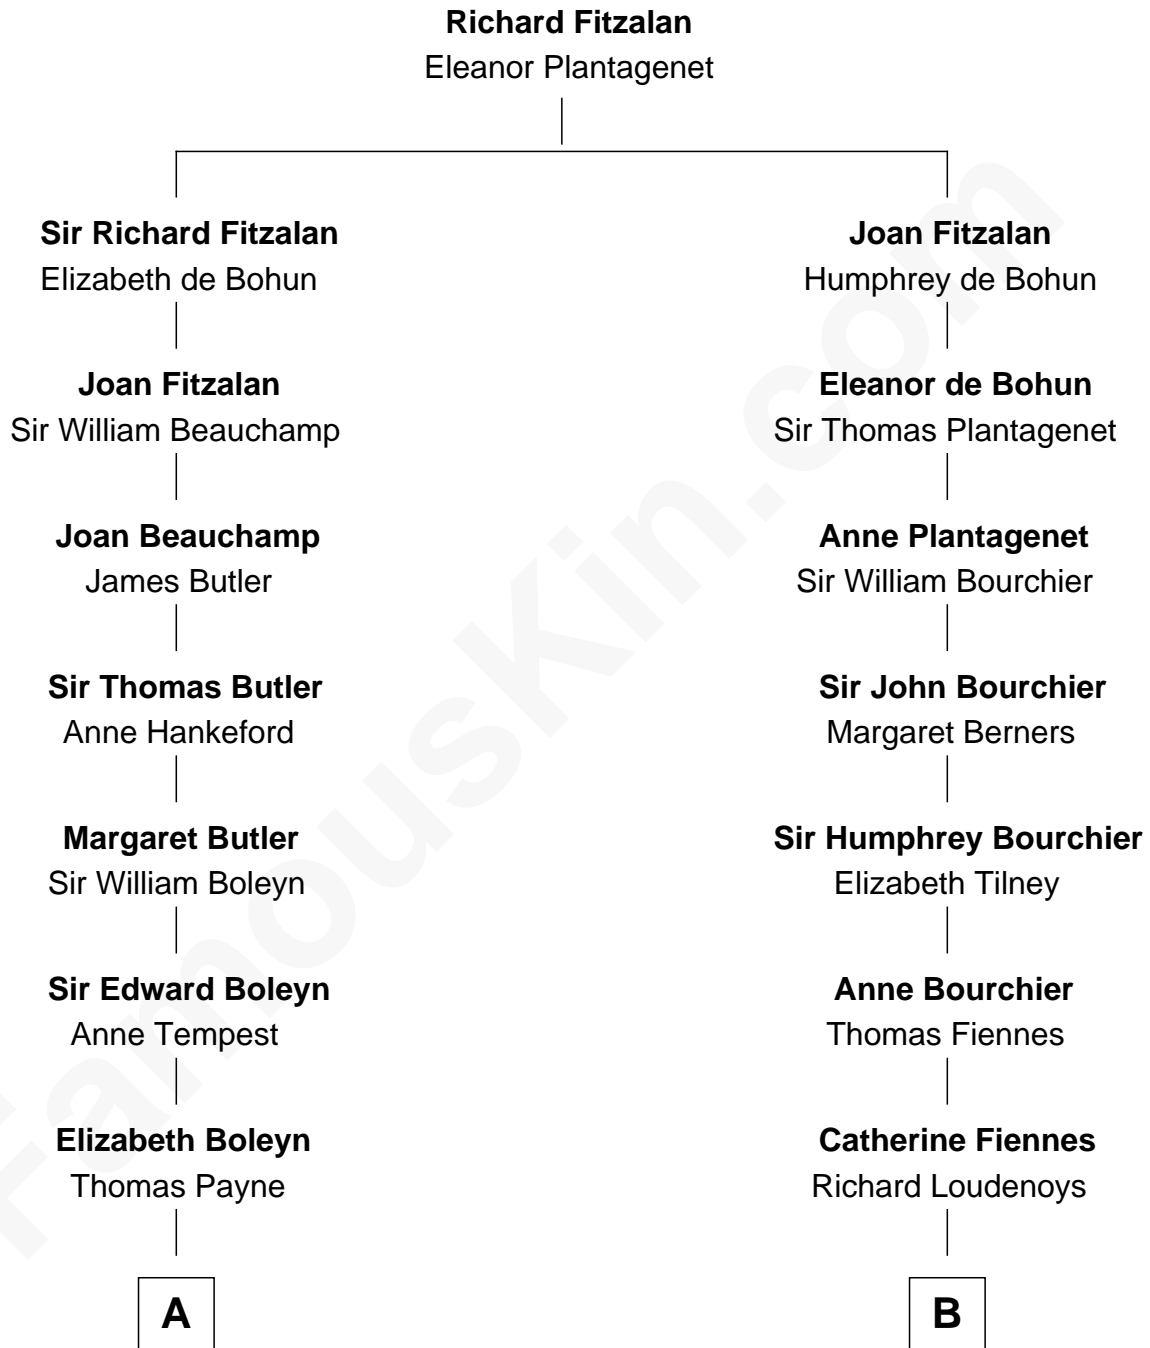 Richard Fitzalan
Eleanor Plantagenet
Sir Richard Fitzalan
Elizabeth de Bohun
Joan Fitzalan
Sir William Beauchamp
Joan Beauchamp
James Butler
Sir Thomas Butler
Anne Hankeford
Margaret Butler
Sir William Boleyn
Sir Edward Boleyn
Anne Tempest
Elizabeth Boleyn
Thomas Payne
A
Joan Fitzalan
Humphrey de Bohun
Eleanor de Bohun
Sir Thomas Plantagenet
Anne Plantagenet
Sir William Bourchier
Sir John Bourchier
Margaret Berners
Sir Humphrey Bourchier
Elizabeth Tilney
Anne Bourchier
Thomas Fiennes
Catherine Fiennes
Richard Loudenoys
B
FamousKin.com